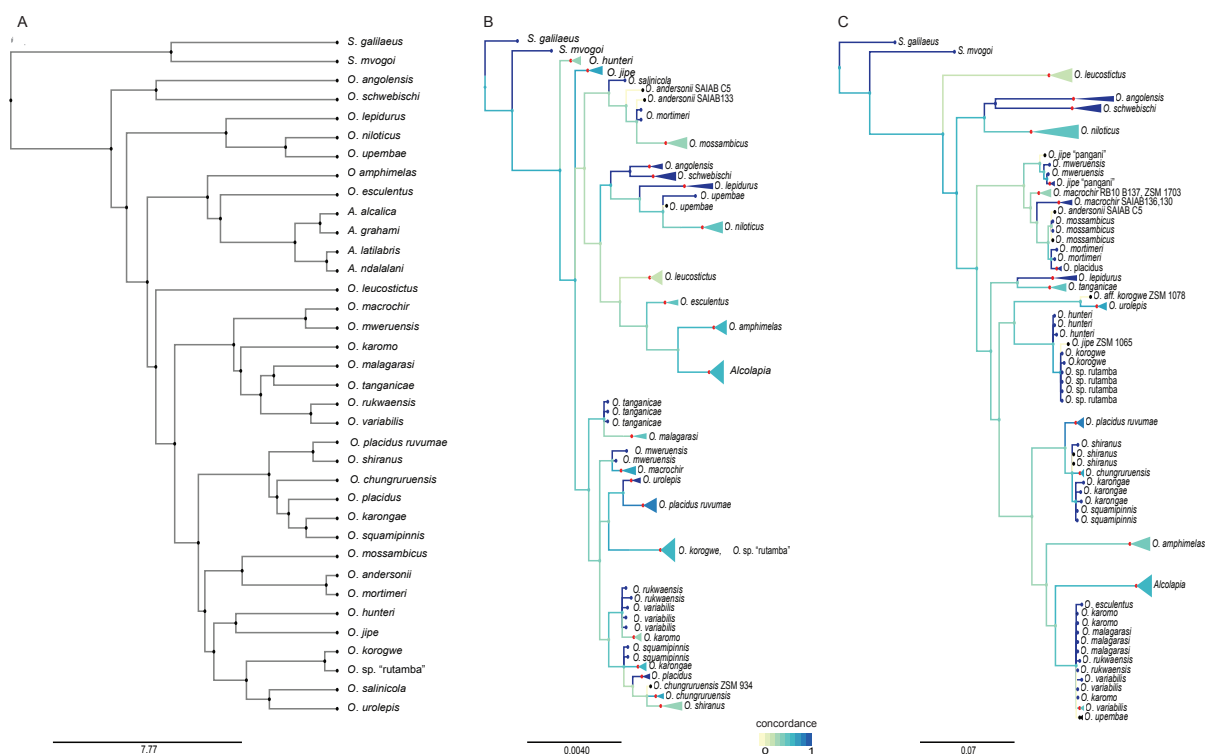 A
S. galilaeus
S. mvogoi
O. angolensis
O. schwebischi
O. lepidurus
O. niloticus
O. upembae
O amphimelas
O. esculentus
A. alcalica
A. grahami
A. latilabris
A. ndalalani
O. leucostictus
O. macrochir
O. mweruensis
O. karomo
O. malagarasi
O. tanganicae
O. rukwaensis
O. variabilis
O. placidus ruvumae
O. shiranus
O. chungruruensis
O. placidus
O. karongae
O. squamipinnis
O. mossambicus
O. andersonii
O. mortimeri
O. hunteri
O. jipe
O. korogwe
O. sp. “rutamba”
O. salinicola
O. urolepis
7.77
B
S. galilaeus
S. mvogoi
O. hunteri
O. jipe
O. salinicola
O. andersonii SAIAB C5
O. andersonii SAIAB133
O. mortimeri
O. mossambicus
O. angolensis
O. schwebischi
O. lepidurus
O. upembae
O. upembae
O. niloticus
O. leucostictus
O. esculentus
O. amphimelas
Alcolapia
O. tanganicae
O. tanganicae
O. tanganicae
O. malagarasi
O. mweruensis
O. mweruensis
O. macrochir
O. urolepis
O. placidus ruvumae
O. korogwe, O. sp. “rutamba”
O. rukwaensis
O. rukwaensis
O. variabilis
O. variabilis
O. variabilis
O. karomo
O. squamipinnis
O. squamipinnis
O. karongae
O. placidus
O. chungruruensis ZSM 934
O. chungruruensis
O. shiranus
0.0040
concordance
0 1
C
S. galilaeus
S. mvogoi
O. leucostictus
O. angolensis
O. schwebischi
O. niloticus
O. jipe “pangani”
O. mweruensis
O. mweruensis
O. jipe “pangani”
O. macrochir RB10 B137, ZSM 1703
O. macrochir SAIAB136,130
O. andersonii SAIAB C5
O. mossambicus
O. mossambicus
O. mossambicus
O. mortimeri
O. mortimeri
O. placidus
O. lepidurus
O. tanganicae
O. aff. korogwe ZSM 1078
O. urolepis
O. hunteri
O. hunteri
O. hunteri
O. jipe ZSM 1065
O. korogwe
O.korogwe
O. sp. rutamba
O. sp. rutamba
O. sp. rutamba
O. sp. rutamba
O. placidus ruvumae
O. shiranus
O. shiranus
O. shiranus
O. chungruruensis
O. karongae
O. karongae
O. karongae
O. squamipinnis
O. squamipinnis
O. amphimelas
Alcolapia
O. esculentus
O. karomo
O. karomo
O. malagarasi
O. malagarasi
O. malagarasi
O. rukwaensis
O. rukwaensis
O. variabilis
O. variabilis
O. karomo
O. variabilis
O. upembae
0.07